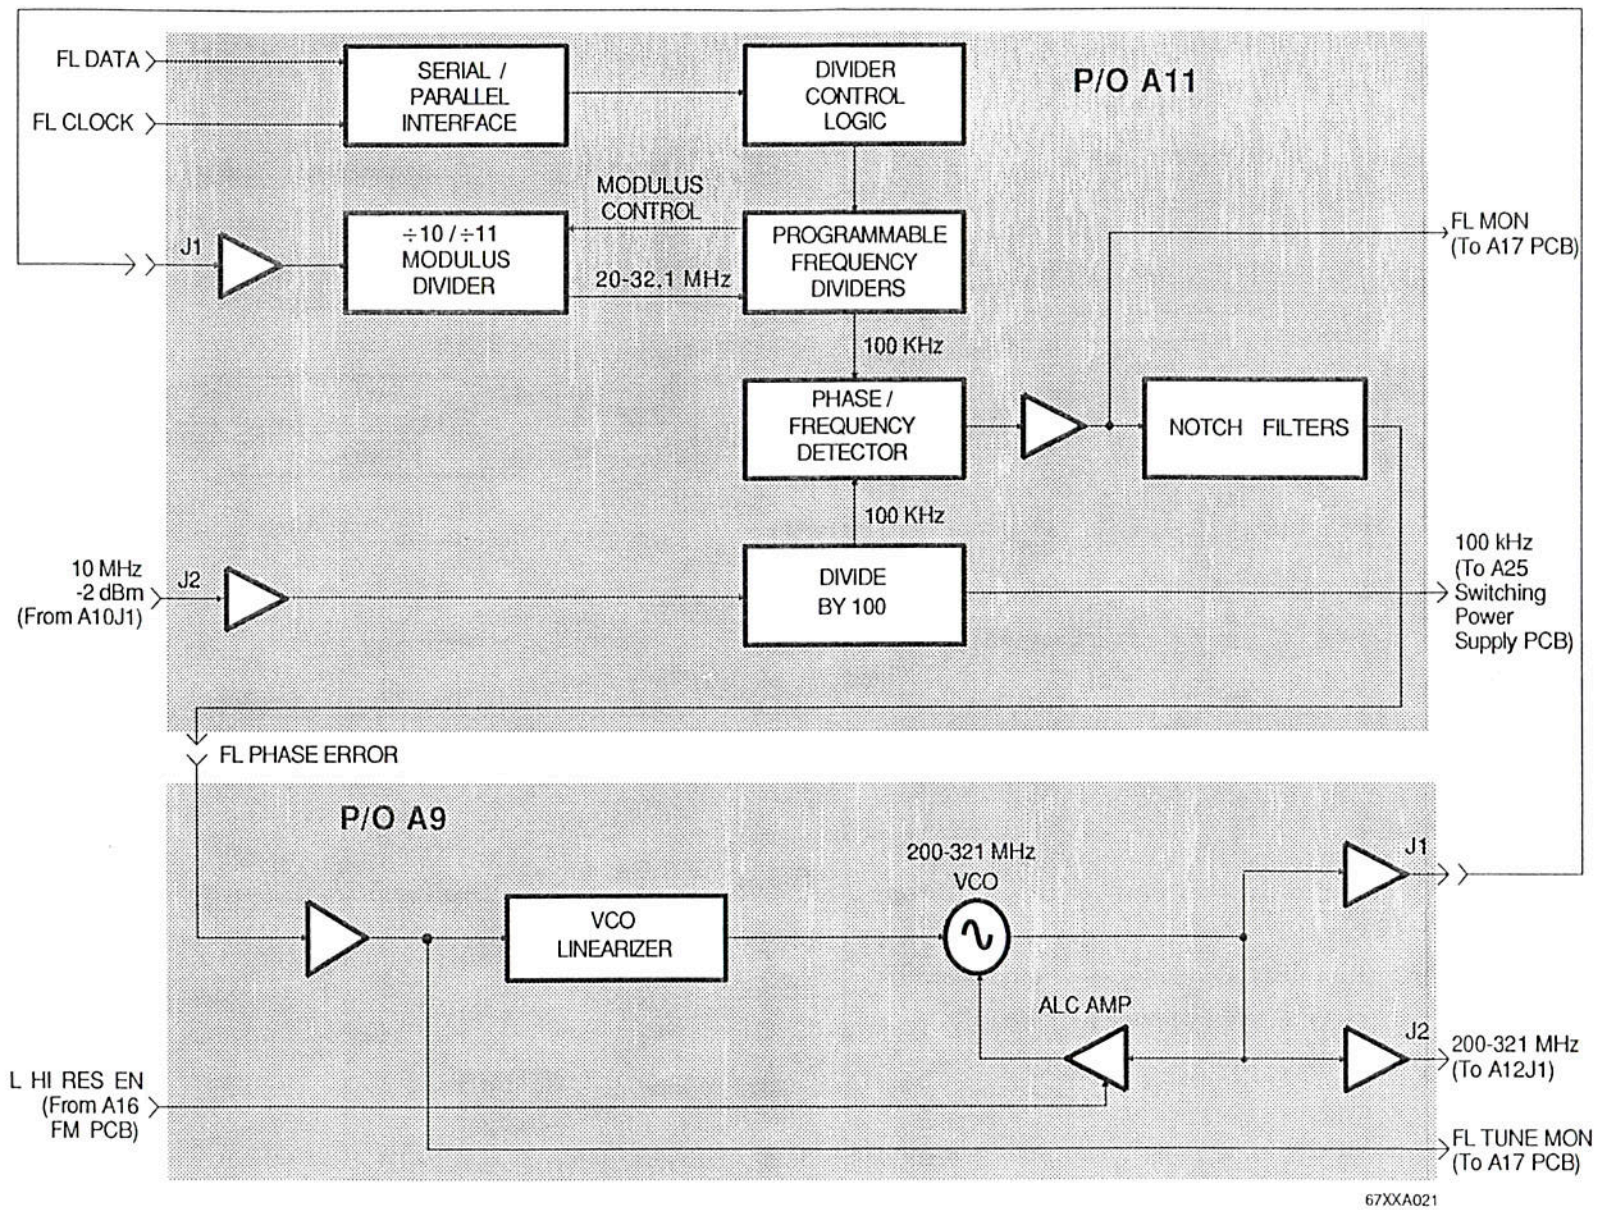 FL DATA
FL CLOCK
SERIAL /
PARALLEL
INTERFACE
DIVIDER
CONTROL
LOGIC
P/O A11
MODULUS
CONTROL
J1
÷10 / ÷11
MODULUS
DIVIDER
20-32.1 MHz
PROGRAMMABLE
FREQUENCY
DIVIDERS
FL MON
(To A17 PCB)
100 KHz
PHASE /
FREQUENCY
DETECTOR
NOTCH FILTERS
100 KHz
10 MHz
-2 dBm
(From A10J1)
J2
DIVIDE
BY 100
100 kHz
(To A25
Switching
Power
Supply PCB)
FL PHASE ERROR
P/O A9
200-321 MHz
VCO
J1
VCO
LINEARIZER
ALC AMP
J2
200-321 MHz
(To A12J1)
L HI RES EN
(From A16
FM PCB)
FL TUNE MON
(To A17 PCB)
67XXA021